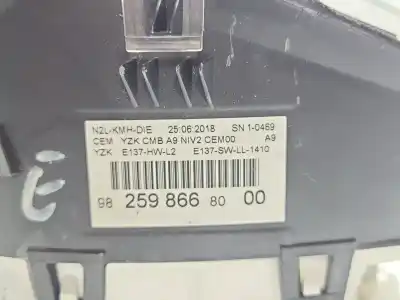 N2L-KMH-DIE 25:06:2018 SN 1-0469
CEM YZK CMB A9 NIV2 CEM00 A9
YZK E137-HW-L2 E137-SW-LL-1410
98 259 866 80 00